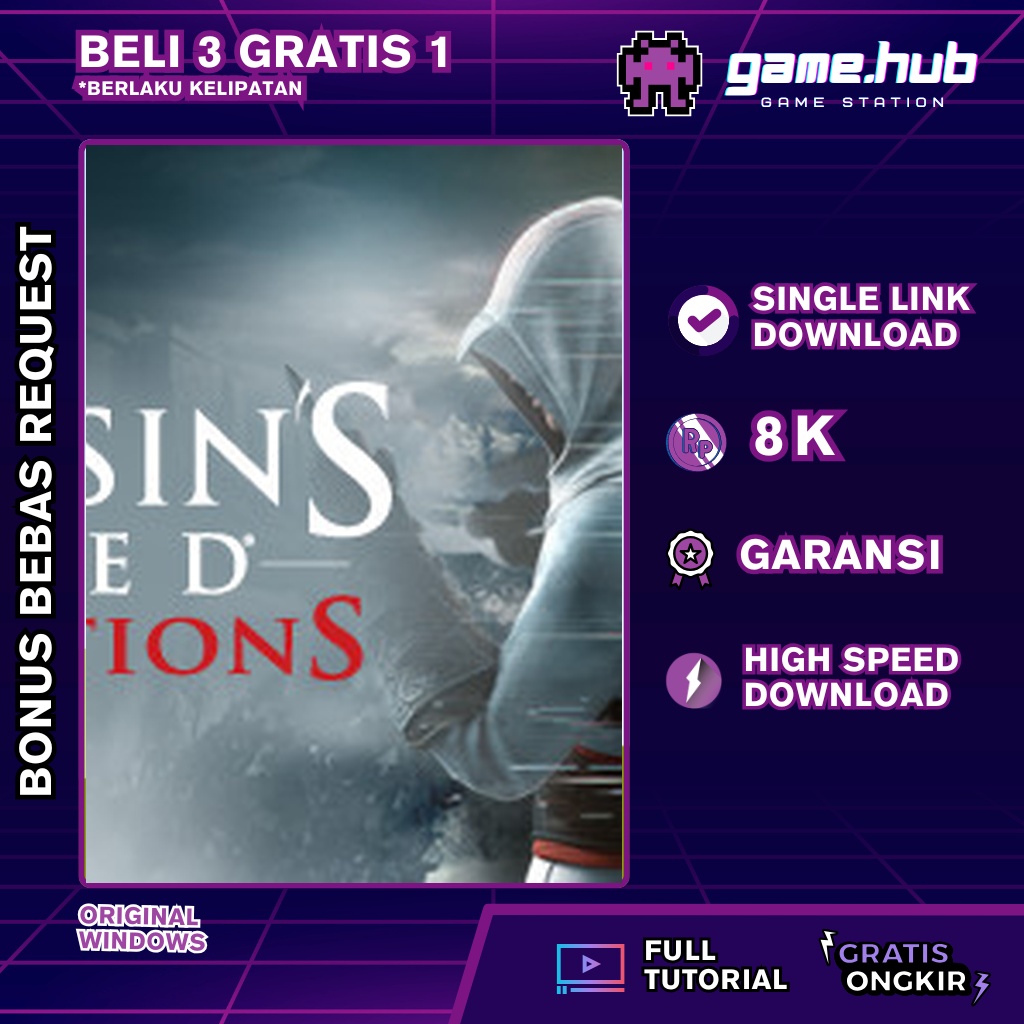 BELI 3 GRATIS 1
*BERLAKU KELIPATAN
game.hub
GAME STATION
BONUS BEBAS REQUEST
SIN'S
E D
TIONS
SINGLE LINK
DOWNLOAD
Rp
8K
GARANSI
HIGH SPEED
DOWNLOAD
ORIGINAL
WINDOWS
FULL
TUTORIAL
GRATIS
ONGKIR